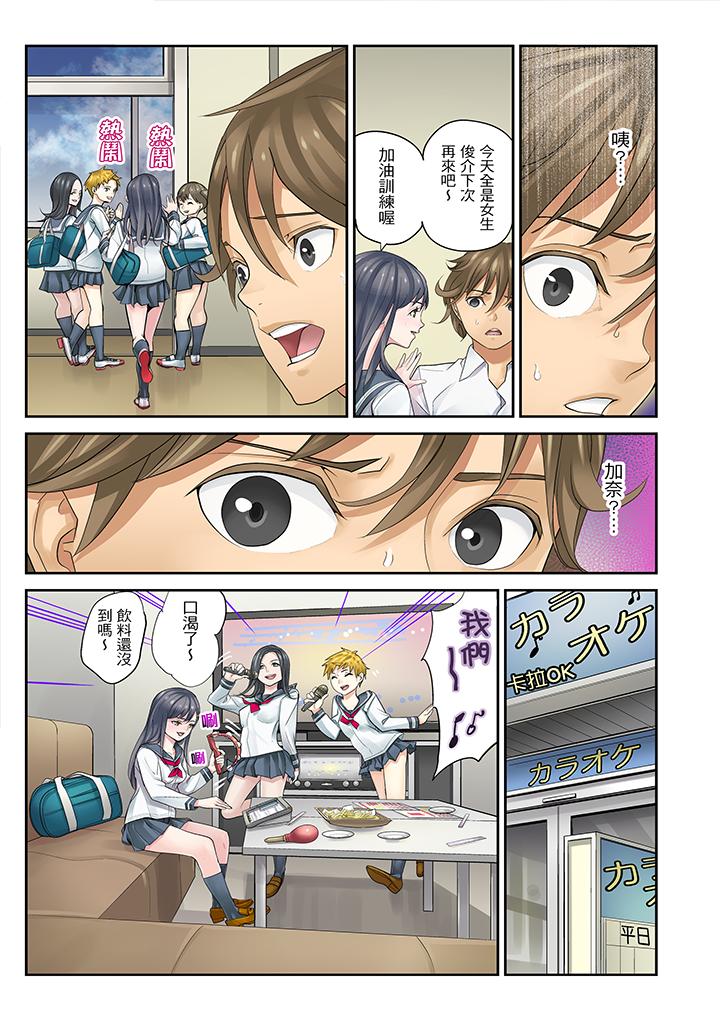 咦？⋯⋯
今天全是女生
俊介下次
再來吧～
加油訓練喔
熱鬧
熱鬧
加奈？⋯⋯
カラ
オケ
卡拉OK
カラオケ
カラ
オ
平日
我們～
口渴了～
飲料還沒
到嗎～
唰
唰